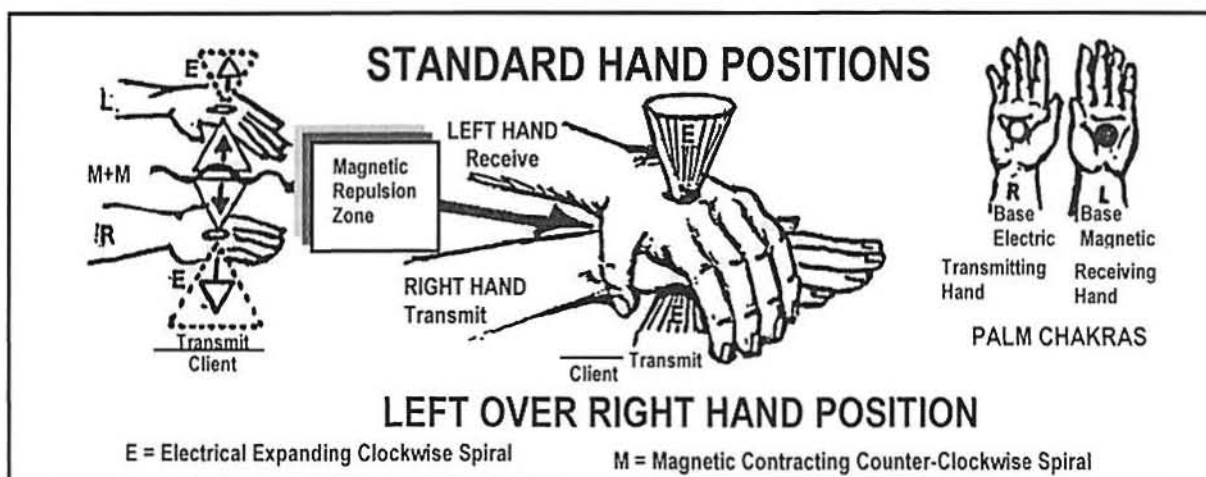 STANDARD HAND POSITIONS
E
L
M+M
R
E
Transmit
Client
Magnetic
Repulsion
Zone
LEFT HAND
Receive
RIGHT HAND
Transmit
E
E
Client
Transmit
R
Base
Electric
Transmitting
Hand
L
Base
Magnetic
Receiving
Hand
PALM CHAKRAS
LEFT OVER RIGHT HAND POSITION
E = Electrical Expanding Clockwise Spiral
M = Magnetic Contracting Counter-Clockwise Spiral